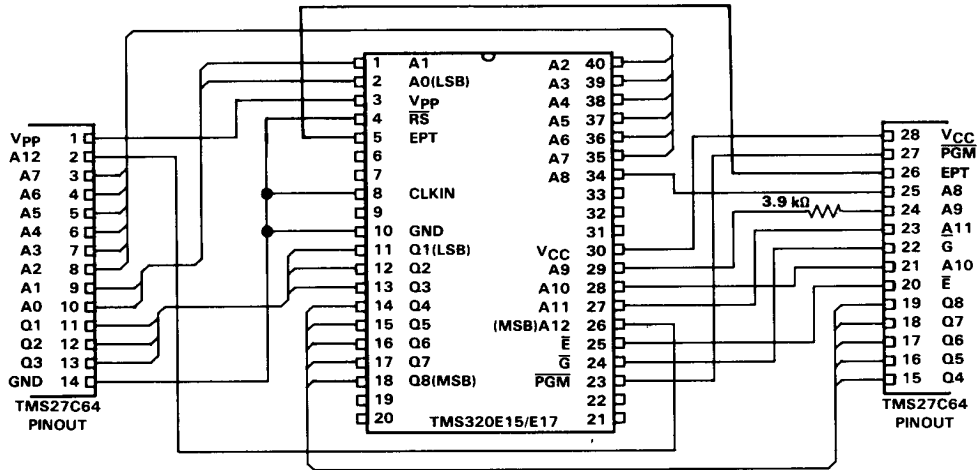 VPP 1
A12 2
A7 3
A6 4
A5 5
A4 6
A3 7
A2 8
A1 9
A0 10
Q1 11
Q2 12
Q3 13
GND 14
TMS27C64
PINOUT
1 A1
2 A0(LSB)
3 VPP
4 R̅S̅
5 EPT
6
7
8 CLKIN
9
10 GND
11 Q1(LSB)
12 Q2
13 Q3
14 Q4
15 Q5
16 Q6
17 Q7
18 Q8(MSB)
19
20
A2 40
A3 39
A4 38
A5 37
A6 36
A7 35
A8 34
33
32
31
VCC 30
A9 29
A10 28
A11 27
(MSB)A12 26
E̅ 25
G̅ 24
P̅G̅M̅ 23
22
21
TMS320E15/E17
3.9 kΩ
28 VCC
27 P̅G̅M̅
26 EPT
25 A8
24 A9
23 A11
22 G̅
21 A10
20 E̅
19 Q8
18 Q7
17 Q6
16 Q5
15 Q4
TMS27C64
PINOUT